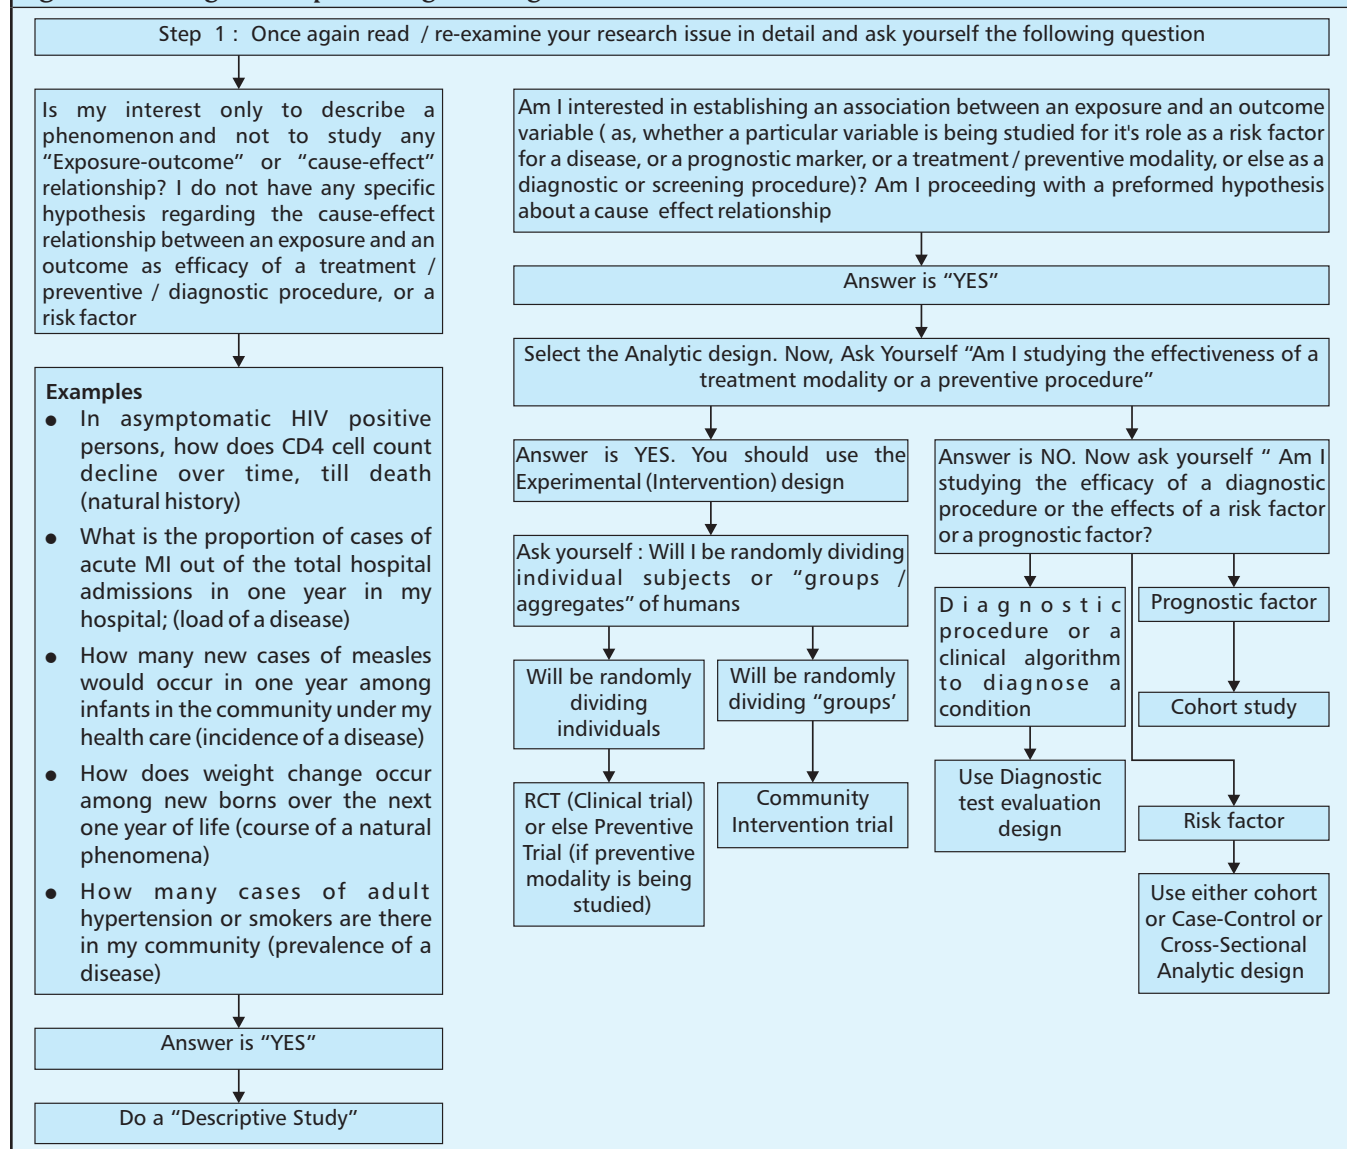 Step 1 : Once again read / re-examine your research issue in detail and ask yourself the following question
Is my interest only to describe a
phenomenon and not to study any
“Exposure-outcome” or “cause-effect”
relationship? I do not have any specific
hypothesis regarding the cause-effect
relationship between an exposure and an
outcome as efficacy of a treatment /
preventive / diagnostic procedure, or a
risk factor
Examples
● In asymptomatic HIV positive
persons, how does CD4 cell count
decline over time, till death
(natural history)
● What is the proportion of cases of
acute MI out of the total hospital
admissions in one year in my
hospital; (load of a disease)
● How many new cases of measles
would occur in one year among
infants in the community under my
health care (incidence of a disease)
● How does weight change occur
among new borns over the next
one year of life (course of a natural
phenomena)
● How many cases of adult
hypertension or smokers are there
in my community (prevalence of a
disease)
Answer is “YES”
Do a “Descriptive Study”
Am I interested in establishing an association between an exposure and an outcome
variable ( as, whether a particular variable is being studied for it's role as a risk factor
for a disease, or a prognostic marker, or a treatment / preventive modality, or else as a
diagnostic or screening procedure)? Am I proceeding with a preformed hypothesis
about a cause effect relationship
Answer is “YES”
Select the Analytic design. Now, Ask Yourself “Am I studying the effectiveness of a
treatment modality or a preventive procedure”
Answer is YES. You should use the
Experimental (Intervention) design
Ask yourself : Will I be randomly dividing
individual subjects or “groups /
aggregates” of humans
Will be randomly
dividing
individuals
RCT (Clinical trial)
or else Preventive
Trial (if preventive
modality is being
studied)
Will be randomly
dividing “groups’
Community
Intervention trial
Answer is NO. Now ask yourself “ Am I
studying the efficacy of a diagnostic
procedure or the effects of a risk factor
or a prognostic factor?
Diagnostic
procedure or a
clinical algorithm
to diagnose a
condition
Use Diagnostic
test evaluation
design
Prognostic factor
Cohort study
Risk factor
Use either cohort
or Case-Control or
Cross-Sectional
Analytic design